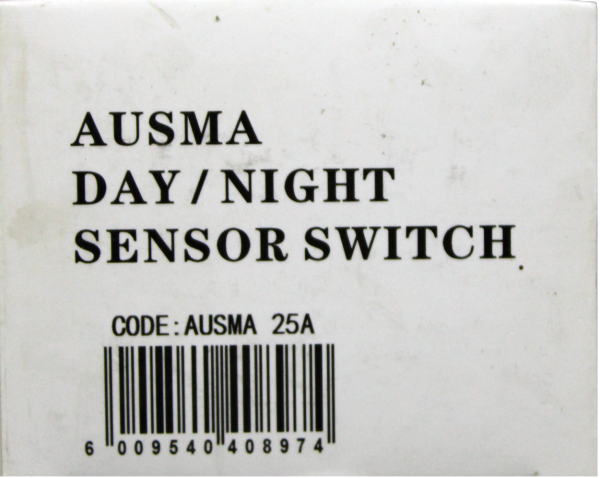 AUSMA
DAY/NIGHT
SENSOR SWITCH
CODE:AUSMA 25A
6 009540 408974